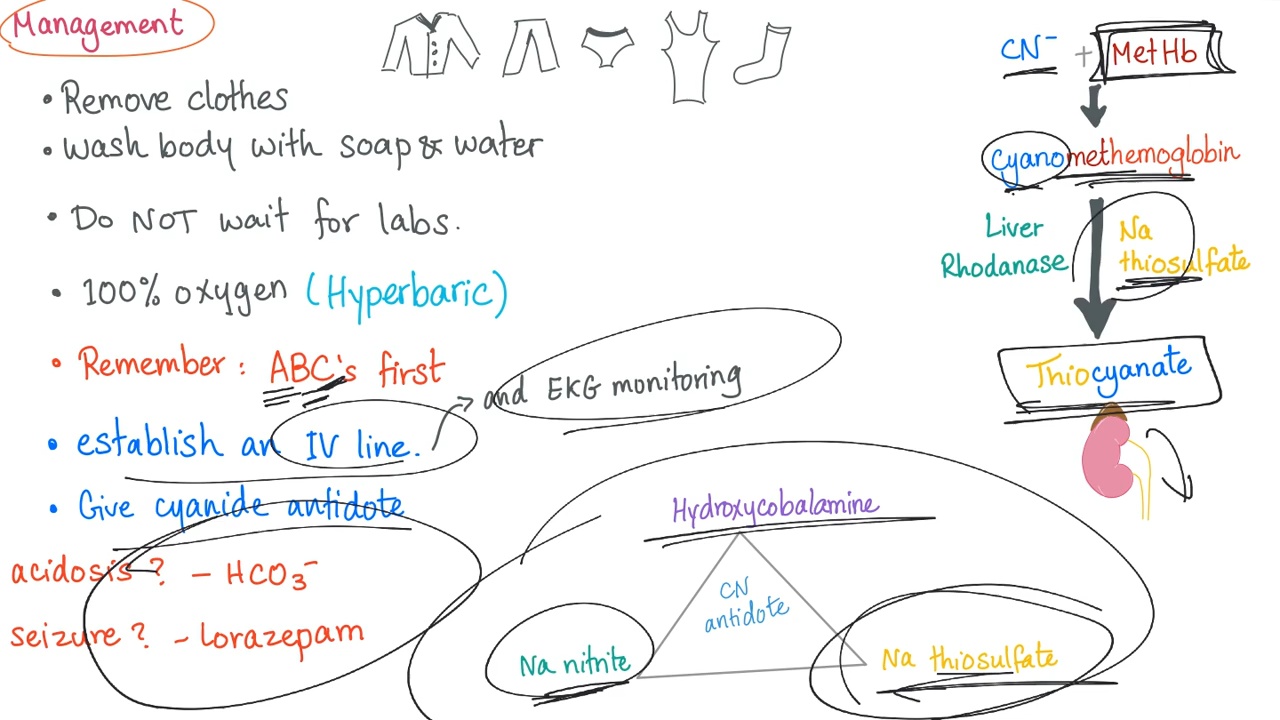 Management
• Remove clothes
• wash body with soap & water
• Do NOT wait for labs.
• 100% oxygen (Hyperbaric)
• Remember: ABC's first
and EKG monitoring
• establish an IV line.
• Give cyanide antidote
acidosis? - HCO3-
seizure? - lorazepam
Hydroxycobalamine
CN
antidote
Na nitrite
Na thiosulfate
CN- + MetHb
cyanomethemoglobin
Liver
Rhodanase
Na
thiosulfate
Thiocyanate